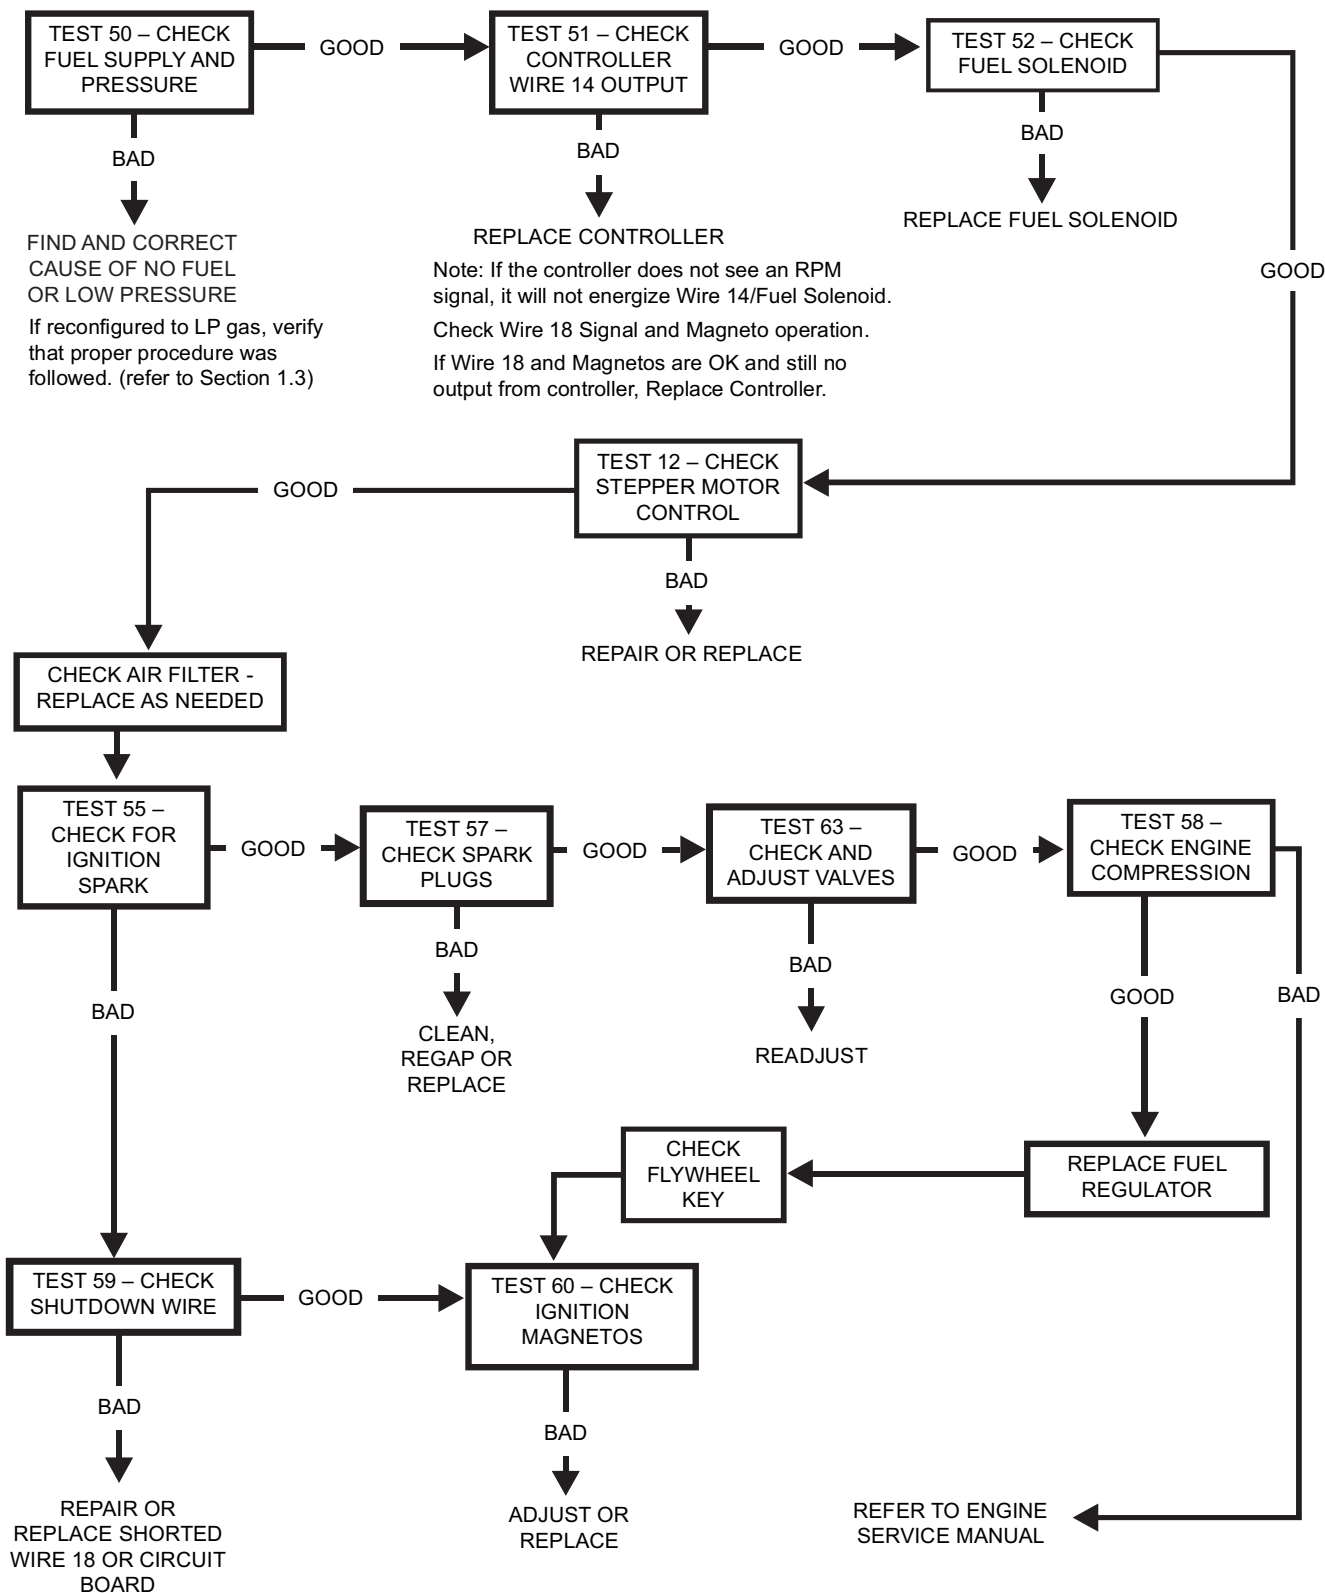 TEST 50 – CHECK
FUEL SUPPLY AND
PRESSURE
GOOD
TEST 51 – CHECK
CONTROLLER
WIRE 14 OUTPUT
GOOD
TEST 52 – CHECK
FUEL SOLENOID
BAD
FIND AND CORRECT
CAUSE OF NO FUEL
OR LOW PRESSURE
If reconfigured to LP gas, verify
that proper procedure was
followed. (refer to Section 1.3)
BAD
REPLACE CONTROLLER
Note: If the controller does not see an RPM
signal, it will not energize Wire 14/Fuel Solenoid.
Check Wire 18 Signal and Magneto operation.
If Wire 18 and Magnetos are OK and still no
output from controller, Replace Controller.
BAD
REPLACE FUEL SOLENOID
GOOD
TEST 12 – CHECK
STEPPER MOTOR
CONTROL
GOOD
BAD
REPAIR OR REPLACE
CHECK AIR FILTER -
REPLACE AS NEEDED
TEST 55 –
CHECK FOR
IGNITION
SPARK
GOOD
TEST 57 –
CHECK SPARK
PLUGS
GOOD
TEST 63 –
CHECK AND
ADJUST VALVES
GOOD
TEST 58 –
CHECK ENGINE
COMPRESSION
BAD
BAD
CLEAN,
REGAP OR
REPLACE
BAD
READJUST
GOOD
BAD
REPLACE FUEL
REGULATOR
CHECK
FLYWHEEL
KEY
TEST 59 – CHECK
SHUTDOWN WIRE
GOOD
TEST 60 – CHECK
IGNITION
MAGNETOS
BAD
REPAIR OR
REPLACE SHORTED
WIRE 18 OR CIRCUIT
BOARD
BAD
ADJUST OR
REPLACE
REFER TO ENGINE
SERVICE MANUAL